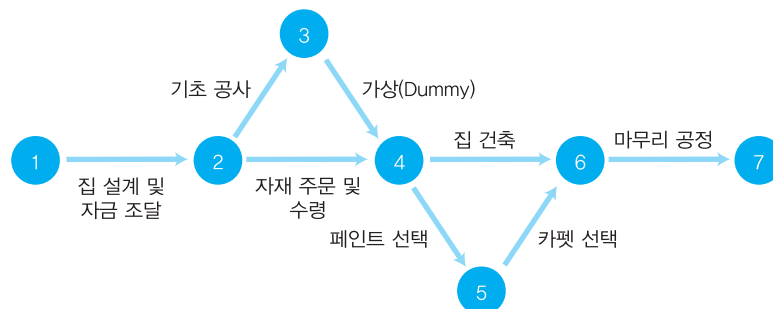 3
기초 공사
가상(Dummy)
1
2
4
집 건축
6
마무리 공정
7
집 설계 및
자금 조달
자재 주문 및
수령
페인트 선택
카펫 선택
5